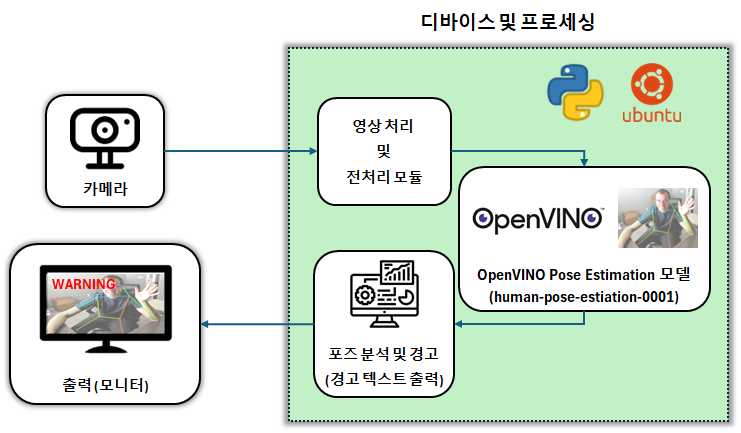 디바이스 및 프로세싱
ubuntu
카메라
영상 처리
및
전처리 모듈
OpenVINO™
OpenVINO Pose Estimation 모델
(human-pose-estiation-0001)
WARNING
출력 (모니터)
포즈 분석 및 경고
(경고 텍스트 출력)